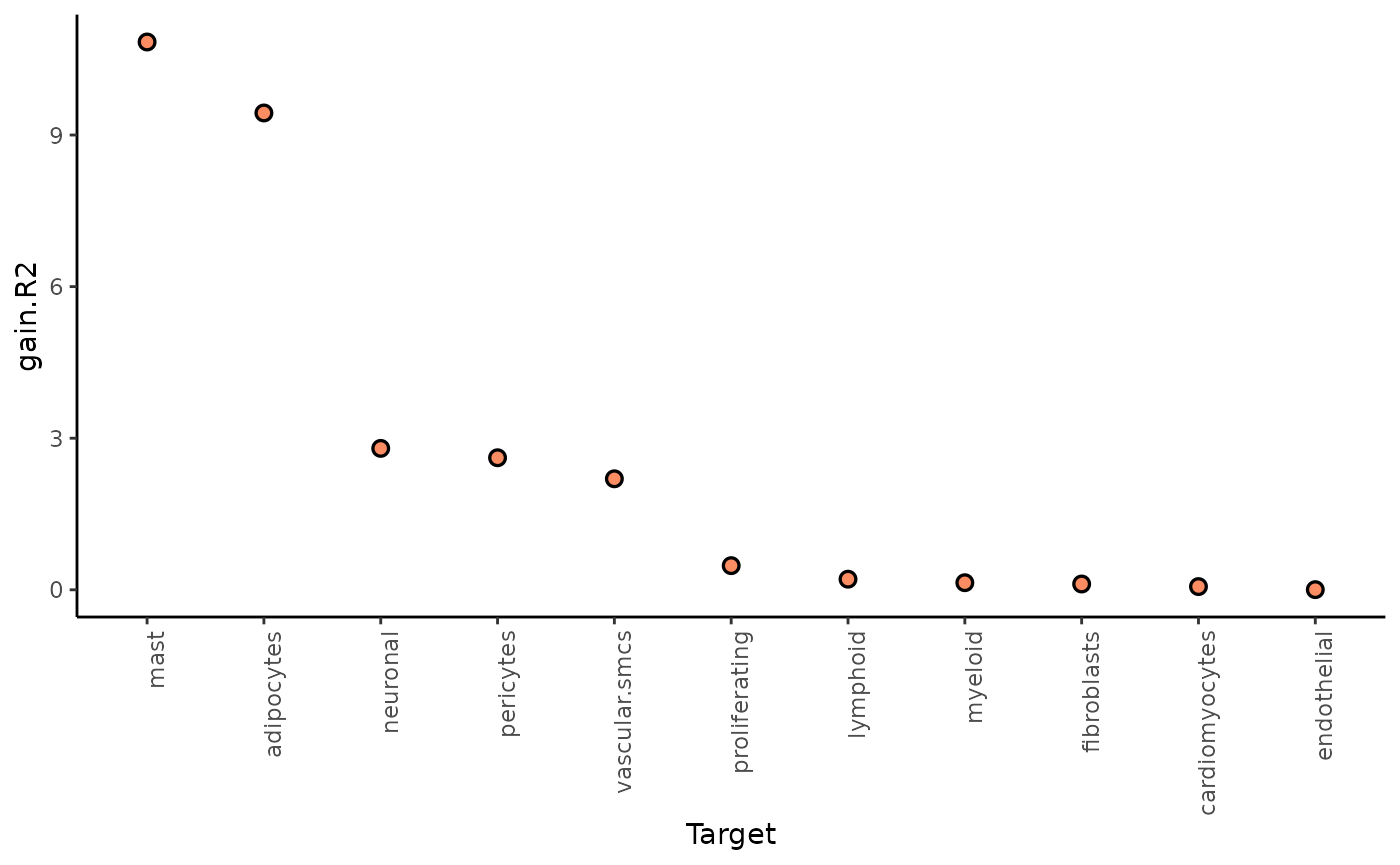 gain.R2
9
6
3
0
mast
adipocytes
neuronal
pericytes
vascular.smcs
proliferating
lymphoid
myeloid
fibroblasts
cardiomyocytes
endothelial
Target